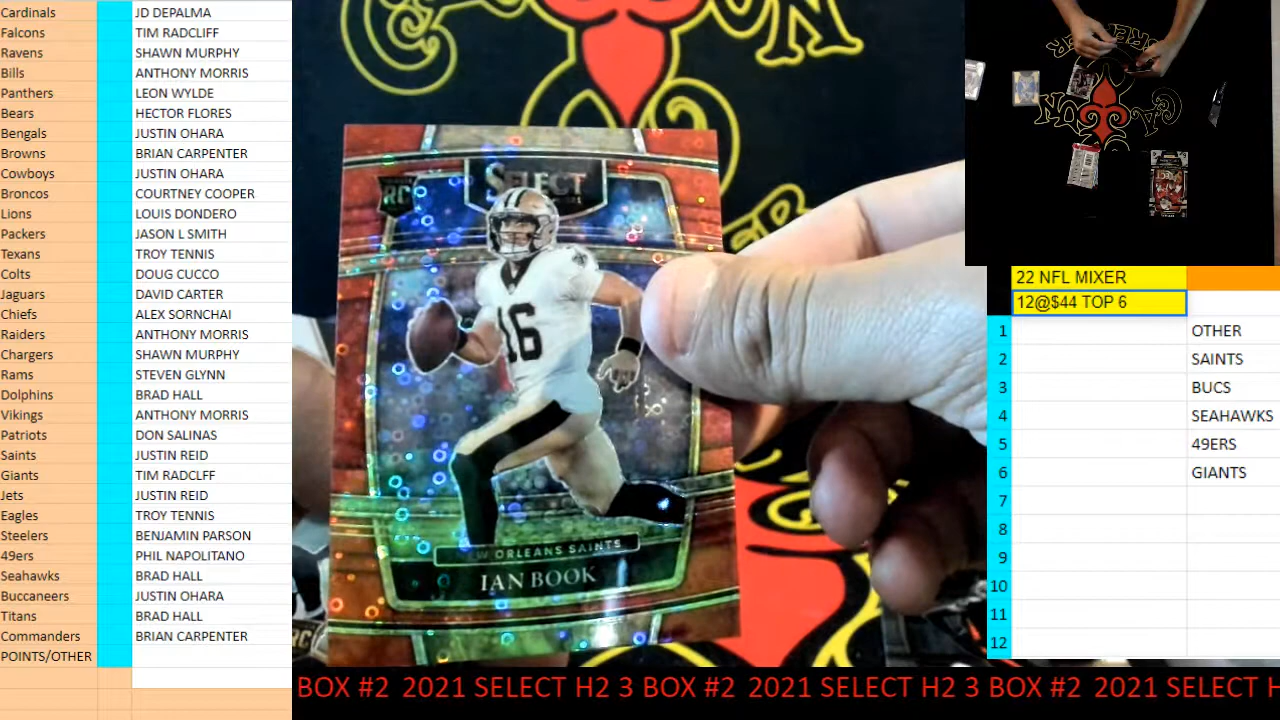 Cardinals JD DEPALMA
Falcons TIM RADCLIFF
Ravens SHAWN MURPHY
Bills ANTHONY MORRIS
Panthers LEON WYLDE
Bears HECTOR FLORES
Bengals JUSTIN OHARA
Browns BRIAN CARPENTER
Cowboys JUSTIN OHARA
Broncos COURTNEY COOPER
Lions LOUIS DONDERO
Packers JASON L SMITH
Texans TROY TENNIS
Colts DOUG CUCCO
Jaguars DAVID CARTER
Chiefs ALEX SORNCHAI
Raiders ANTHONY MORRIS
Chargers SHAWN MURPHY
Rams STEVEN GLYNN
Dolphins BRAD HALL
Vikings ANTHONY MORRIS
Patriots DON SALINAS
Saints JUSTIN REID
Giants TIM RADCLFF
Jets JUSTIN REID
Eagles TROY TENNIS
Steelers BENJAMIN PARSON
49ers PHIL NAPOLITANO
Seahawks BRAD HALL
Buccaneers JUSTIN OHARA
Titans BRAD HALL
Commanders BRIAN CARPENTER
POINTS/OTHER
RC
SELECT
16
NEW ORLEANS SAINTS
IAN BOOK
22 NFL MIXER
12@$44 TOP 6
1 OTHER
2 SAINTS
3 BUCS
4 SEAHAWKS
5 49ERS
6 GIANTS
7
8
9
10
11
12
BOX #2 2021 SELECT H2 3 BOX #2 2021 SELECT H2 3 BOX #2 2021 SELECT H